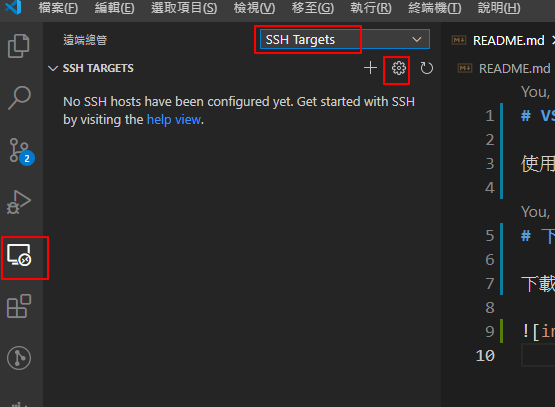 檔案(F) 編輯(E) 選取項目(S) 檢視(V) 移至(G) 執行(R) 終端機(T) 說明(H)
遠端總管 SSH Targets
README.md
SSH TARGETS
README.md
No SSH hosts have been configured yet. Get started with SSH
by visiting the help view.
You,
1 # VS
2
2
3 使用
4
You,
5 # 下
6
7 下載
8
9 ![in
10